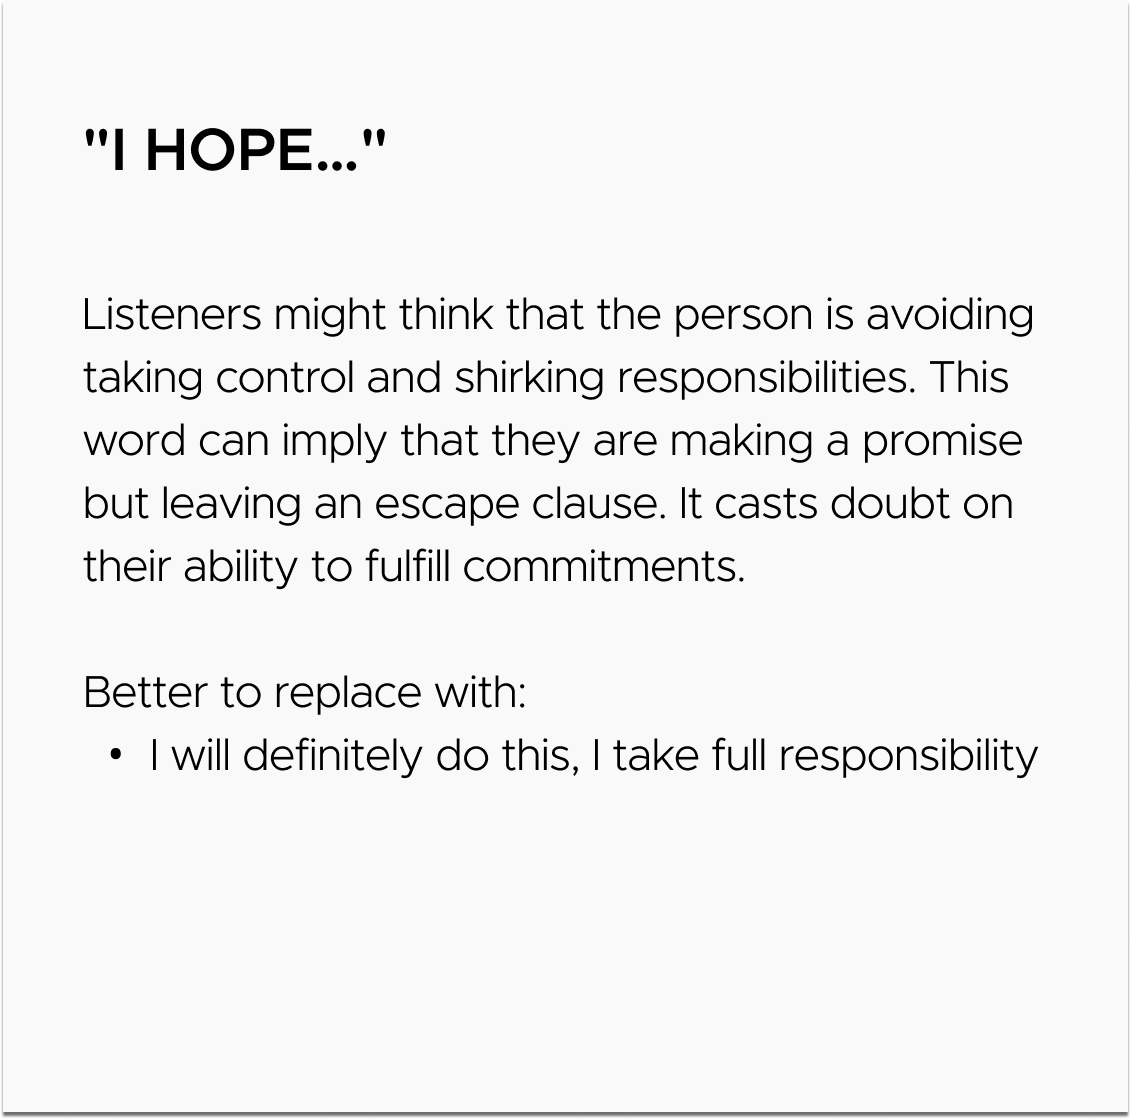 "I HOPE..."
Listeners might think that the person is avoiding
taking control and shirking responsibilities. This
word can imply that they are making a promise
but leaving an escape clause. It casts doubt on
their ability to fulfill commitments.
Better to replace with:
• I will definitely do this, I take full responsibility